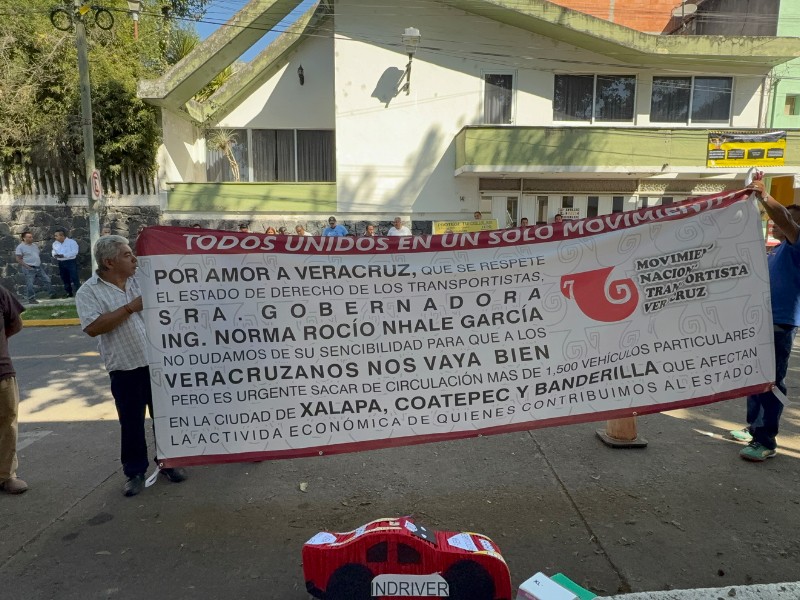 TODOS UNIDOS EN UN SOLO MOVIMIENTO
POR AMOR A VERACRUZ, QUE SE RESPETE
EL ESTADO DE DERECHO DE LOS TRANSPORTISTAS,
SRA. GOBERNADORA
ING. NORMA ROCÍO NHALE GARCÍA
NO DUDAMOS DE SU SENCIBILIDAD PARA QUE A LOS
VERACRUZANOS NOS VAYA BIEN
PERO ES URGENTE SACAR DE CIRCULACIÓN MAS DE 1,500 VEHÍCULOS PARTICULARES
EN LA CIUDAD DE XALAPA, COATEPEC Y BANDERILLA QUE AFECTAN
LA ACTIVIDA ECONÓMICA DE QUIENES CONTRIBUIMOS AL ESTADO.
MOVIMIEN
NACIONAL
TRANSPORTISTA
VERACRUZ
INDRIVER